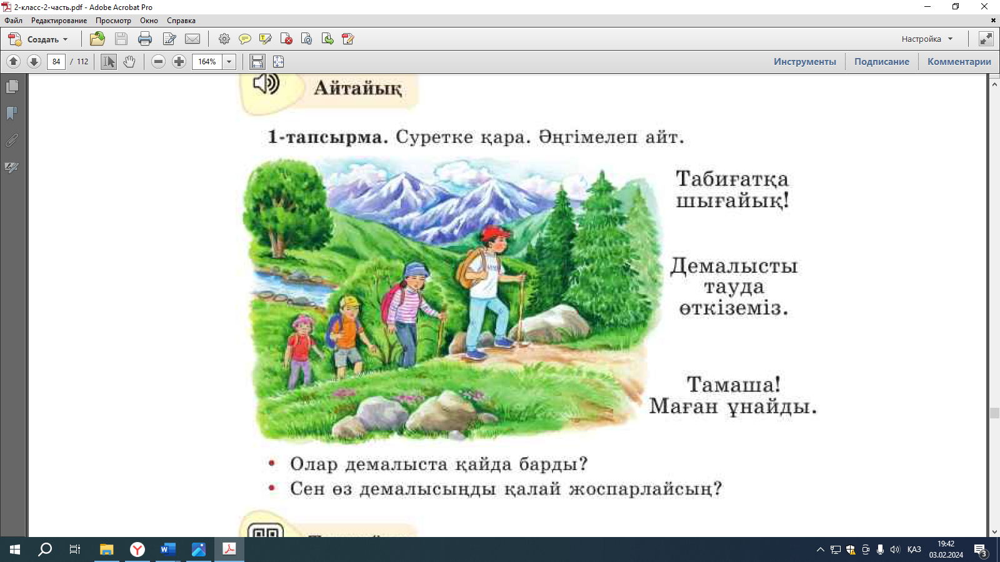 2-класс-2-часть.pdf - Adobe Acrobat Pro
Файл Редактирование Просмотр Окно Справка
Создать Настройка
84 / 112 164% Инструменты Подписание Комментарии
Айтайық
1-тапсырма. Суретке қара. Әңгімелеп айт.
Табиғатқа
шығайық!
Демалысты
тауда
өткіземіз.
Тамаша!
Маған ұнайды.
• Олар демалыста қайда барды?
• Сен өз демалысыңды қалай жоспарлайсың?
ҚАЗ
19:42
03.02.2024
3